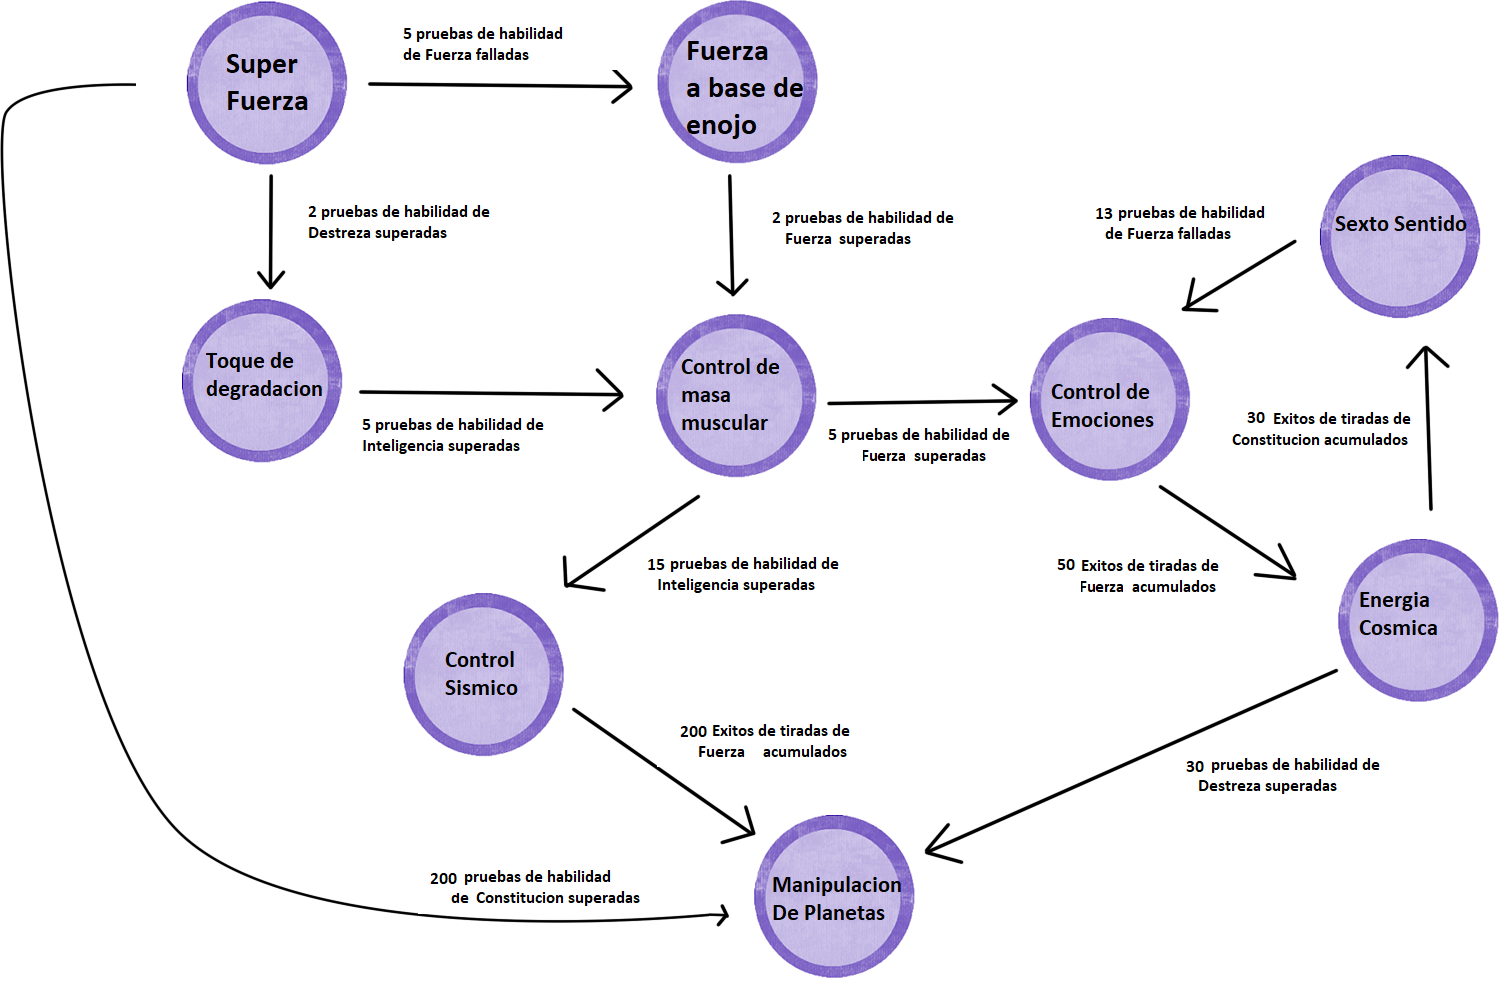 Super
Fuerza
5 pruebas de habilidad
de Fuerza falladas
Fuerza
a base de
enojo
2 pruebas de habilidad de
Destreza superadas
2 pruebas de habilidad de
Fuerza superadas
13 pruebas de habilidad
de Fuerza falladas
Sexto Sentido
Toque de
degradacion
5 pruebas de habilidad de
Inteligencia superadas
Control de
masa
muscular
5 pruebas de habilidad de
Fuerza superadas
Control de
Emociones
30 Exitos de tiradas de
Constitucion acumulados
15 pruebas de habilidad de
Inteligencia superadas
50 Exitos de tiradas de
Fuerza acumulados
Energia
Cosmica
Control
Sismico
200 Exitos de tiradas de
Fuerza acumulados
30 pruebas de habilidad de
Destreza superadas
200 pruebas de habilidad
de Constitucion superadas
Manipulacion
De Planetas